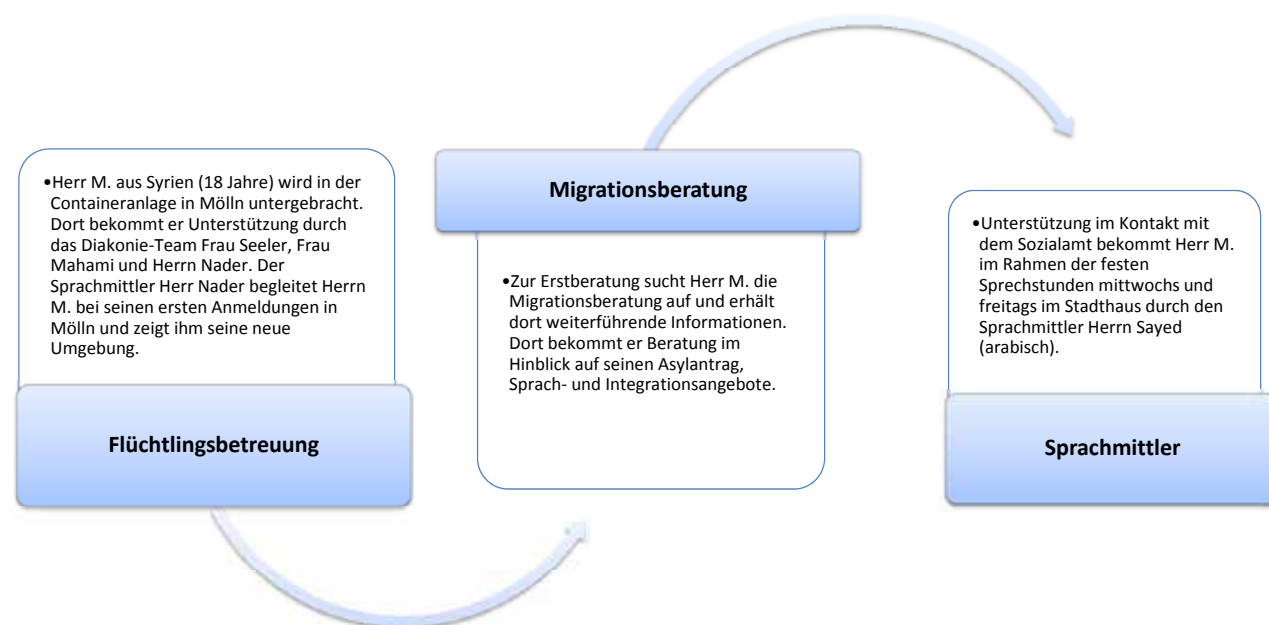 •Herr M. aus Syrien (18 Jahre) wird in der
Containeranlage in Mölln untergebracht.
Dort bekommt er Unterstützung durch
das Diakonie-Team Frau Seeler, Frau
Mahami und Herrn Nader. Der
Sprachmittler Herr Nader begleitet Herrn
M. bei seinen ersten Anmeldungen in
Mölln und zeigt ihm seine neue
Umgebung.
Flüchtlingsbetreuung
Migrationsberatung
•Zur Erstberatung sucht Herr M. die
Migrationsberatung auf und erhält
dort weiterführende Informationen.
Dort bekommt er Beratung im
Hinblick auf seinen Asylantrag,
Sprach- und Integrationsangebote.
•Unterstützung im Kontakt mit
dem Sozialamt bekommt Herr M.
im Rahmen der festen
Sprechstunden mittwochs und
freitags im Stadthaus durch den
Sprachmittler Herrn Sayed
(arabisch).
Sprachmittler